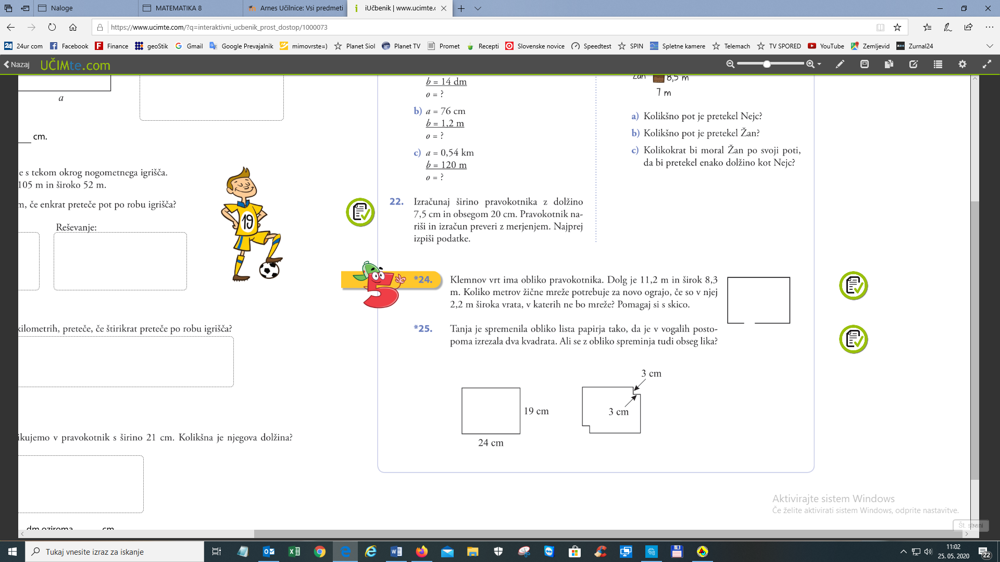 Naloge
MATEMATIKA 8
Arnes Učilnice: Vsi predmeti
iUčbenik | www.ucimte.
https://www.ucimte.com/?q=interaktivni_ucbenik_prost_dostop/1000073
24ur com Facebook Finance geoStik Gmail Google Prevajalnik mimovrste=) Planet Siol Planet TV Promet Recepti Slovenske novice Speedtest SPIN Spletne kamere Telemach TV SPORED YouTube Zemljevid Zurnal24
Nazaj UČIMte.com
a
cm.
e s tekom okrog nogometnega igrišča.
105 m in široko 52 m.
m, če enkrat preteče pot po robu igrišča?
Reševanje:
19
kilometrih, preteče, če štirikrat preteče po robu igrišča?
ikujemo v pravokotnik s širino 21 cm. Kolikšna je njegova dolžina?
dm oziroma cm
b = 14 dm
o = ?
b) a = 76 cm
b = 1,2 m
o = ?
c) a = 0,54 km
b = 120 m
o = ?
22. Izračunaj širino pravokotnika z dolžino
7,5 cm in obsegom 20 cm. Pravokotnik na-
riši in izračun preveri z merjenjem. Najprej
izpiši podatke.
Žan 8,5 m
7 m
a) Kolikšno pot je pretekel Nejc?
b) Kolikšno pot je pretekel Žan?
c) Kolikokrat bi moral Žan po svoji poti,
da bi pretekel enako dolžino kot Nejc?
5
*24. Klemnov vrt ima obliko pravokotnika. Dolg je 11,2 m in širok 8,3
m. Koliko metrov žične mreže potrebuje za novo ograjo, če so v njej
2,2 m široka vrata, v katerih ne bo mreže? Pomagaj si s skico.
*25. Tanja je spremenila obliko lista papirja tako, da je v vogalih posto-
poma izrezala dva kvadrata. Ali se z obliko spreminja tudi obseg lika?
3 cm
19 cm
3 cm
24 cm
Aktivirajte sistem Windows
Če želite aktivirati sistem Windows, odprite nastavitve.
Št. strani
Tukaj vnesite izraz za iskanje
11:02
25. 05. 2020
22